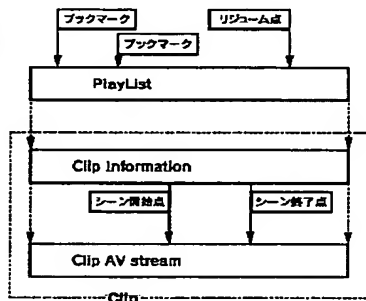 ブックマーク
リジューム点
ブックマーク
PlayList
Clip Information
シーン開始点
シーン終了点
Clip AV stream
Clip